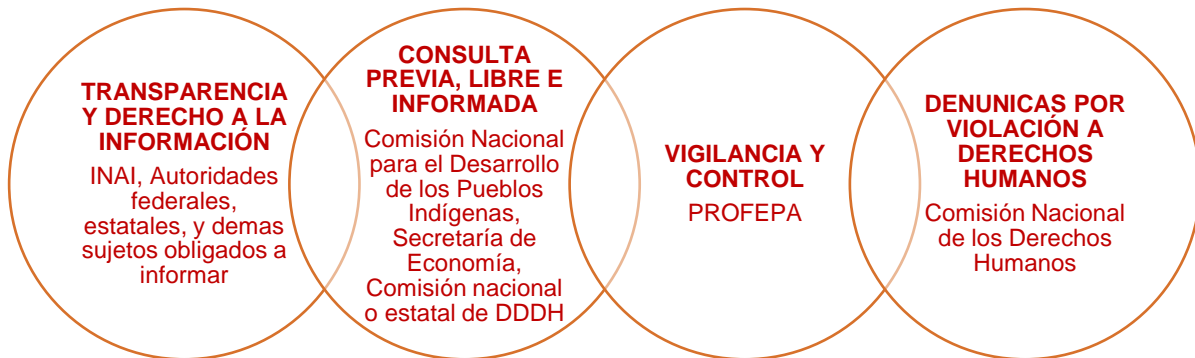 TRANSPARENCIA
Y DERECHO A LA
INFORMACIÓN
INAI, Autoridades
federales,
estatales, y demas
sujetos obligados a
informar
CONSULTA
PREVIA, LIBRE E
INFORMADA
Comisión Nacional
para el Desarrollo
de los Pueblos
Indígenas,
Secretaría de
Economía,
Comisión nacional
o estatal de DDDH
VIGILANCIA Y
CONTROL
PROFEPA
DENUNICAS POR
VIOLACIÓN A
DERECHOS
HUMANOS
Comisión Nacional
de los Derechos
Humanos